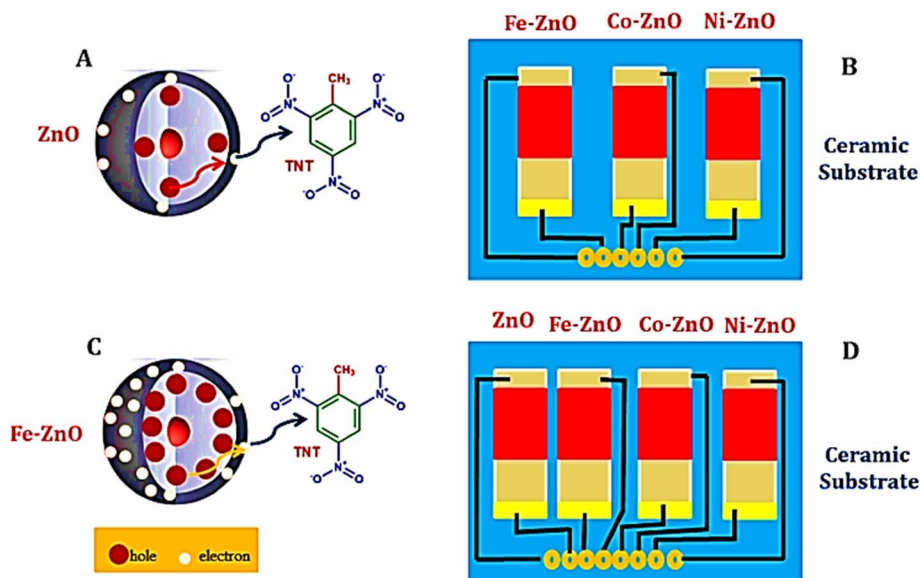 A
ZnO
O⁻
N⁺
O
CH₃
O⁻
N⁺
O
TNT
N⁺
⁻O
O
Fe-ZnO Co-ZnO Ni-ZnO
B
Ceramic
Substrate
C
Fe-ZnO
O⁻
N⁺
O
CH₃
O⁻
N⁺
O
TNT
N⁺
⁻O
O
hole electron
ZnO Fe-ZnO Co-ZnO Ni-ZnO
D
Ceramic
Substrate